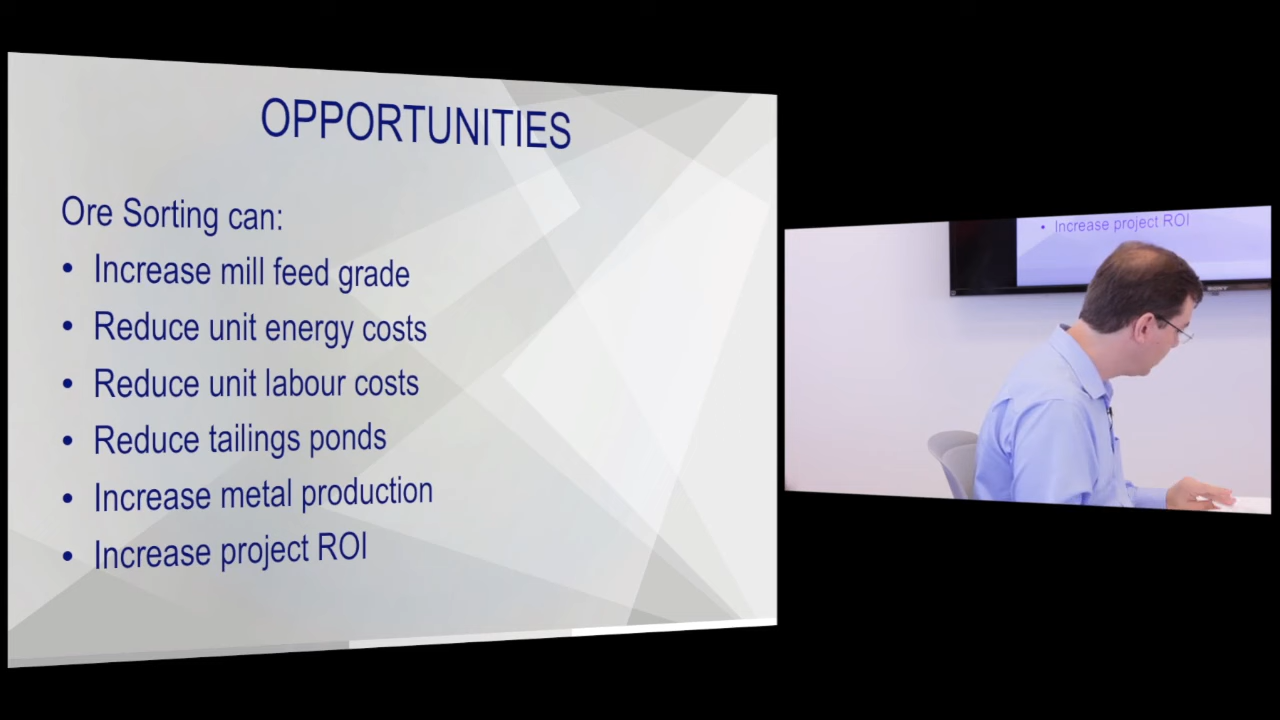 OPPORTUNITIES
Ore Sorting can:
• Increase mill feed grade
• Reduce unit energy costs
• Reduce unit labour costs
• Reduce tailings ponds
• Increase metal production
• Increase project ROI
• Increase project ROI
SONY